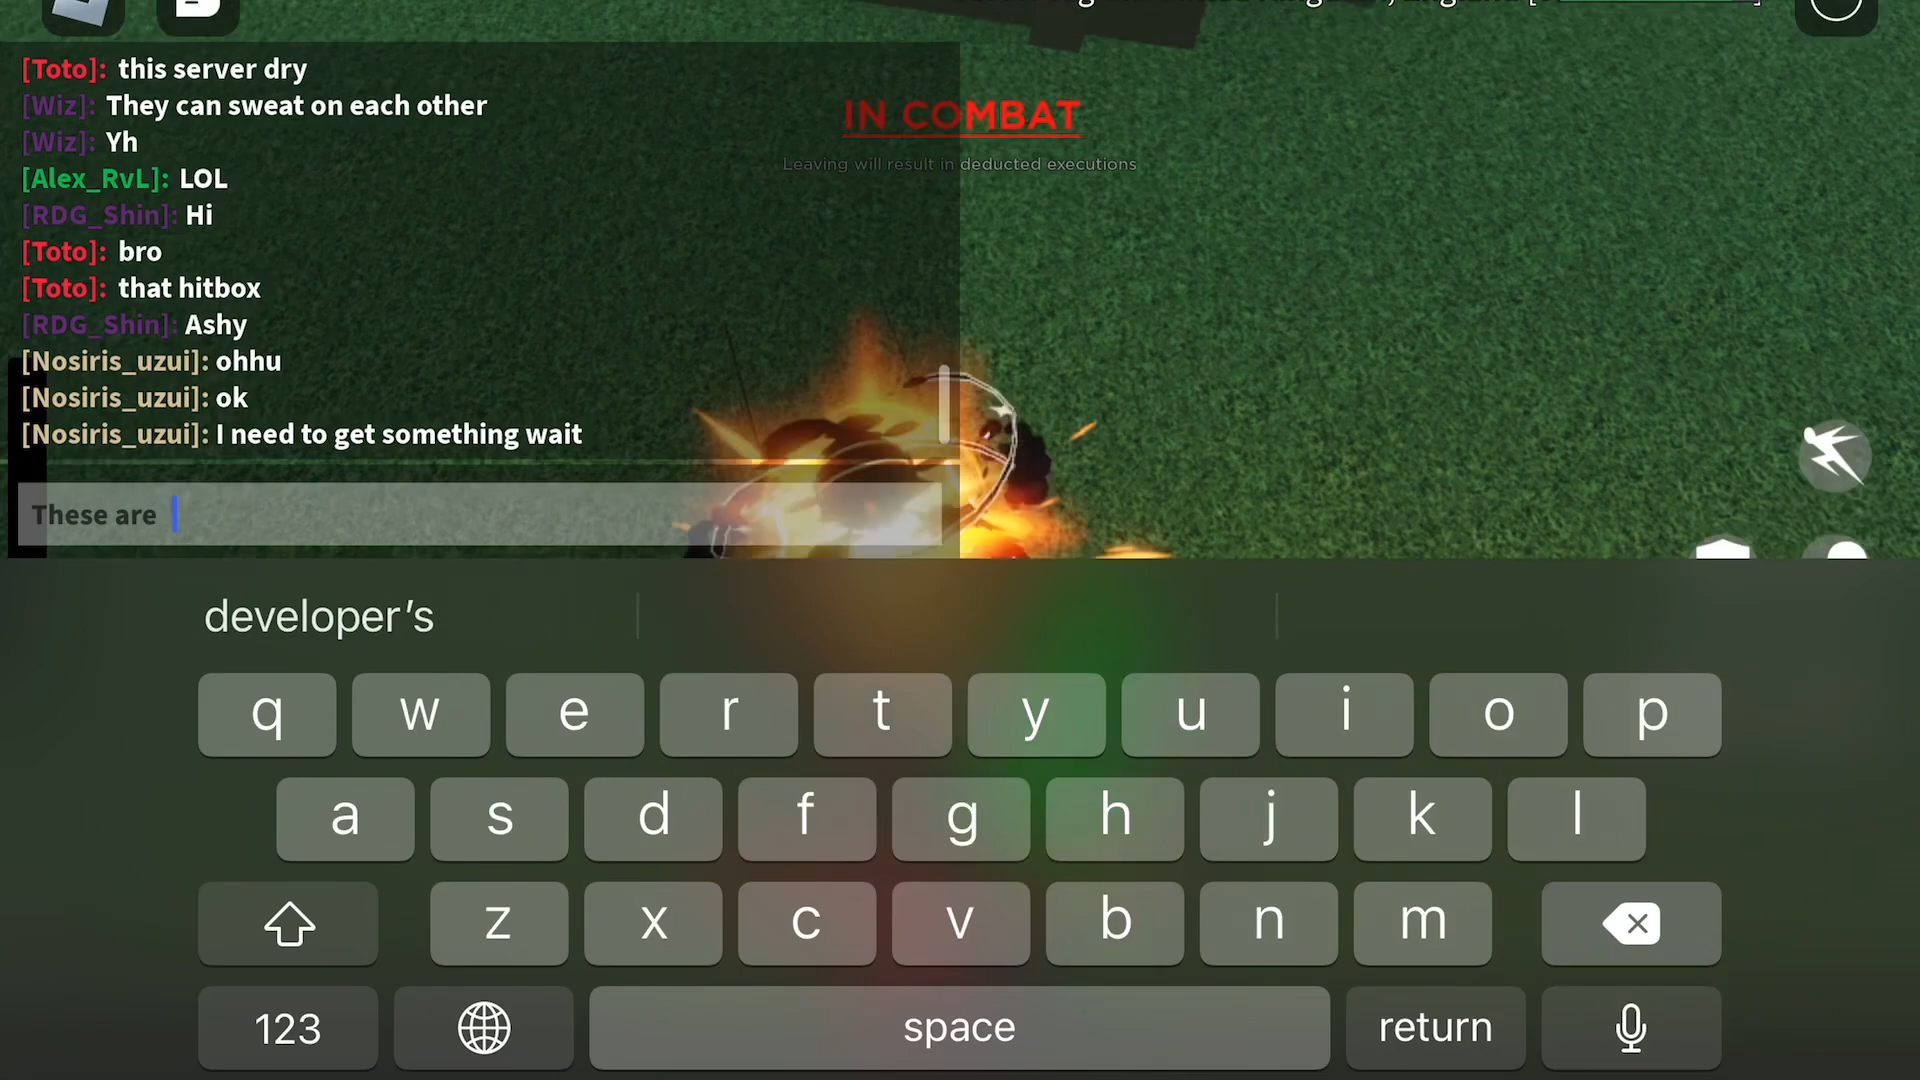 [Toto]: this server dry
[Wiz]: They can sweat on each other
[Wiz]: Yh
[Alex_RvL]: LOL
[RDG_Shin]: Hi
[Toto]: bro
[Toto]: that hitbox
[RDG_Shin]: Ashy
[Nosiris_uzui]: ohhu
[Nosiris_uzui]: ok
[Nosiris_uzui]: I need to get something wait
These are
IN COMBAT
Leaving will result in deducted executions
developer's
q w e r t y u i o p
a s d f g h j k l
z x c v b n m
123 space return